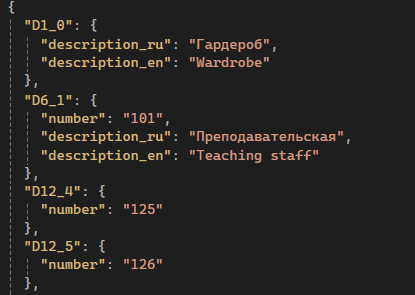 {
"D1_0": {
"description_ru": "Гардероб",
"description_en": "Wardrobe"
},
"D6_1": {
"number": "101",
"description_ru": "Преподавательская",
"description_en": "Teaching staff"
},
"D12_4": {
"number": "125"
},
"D12_5": {
"number": "126"
},